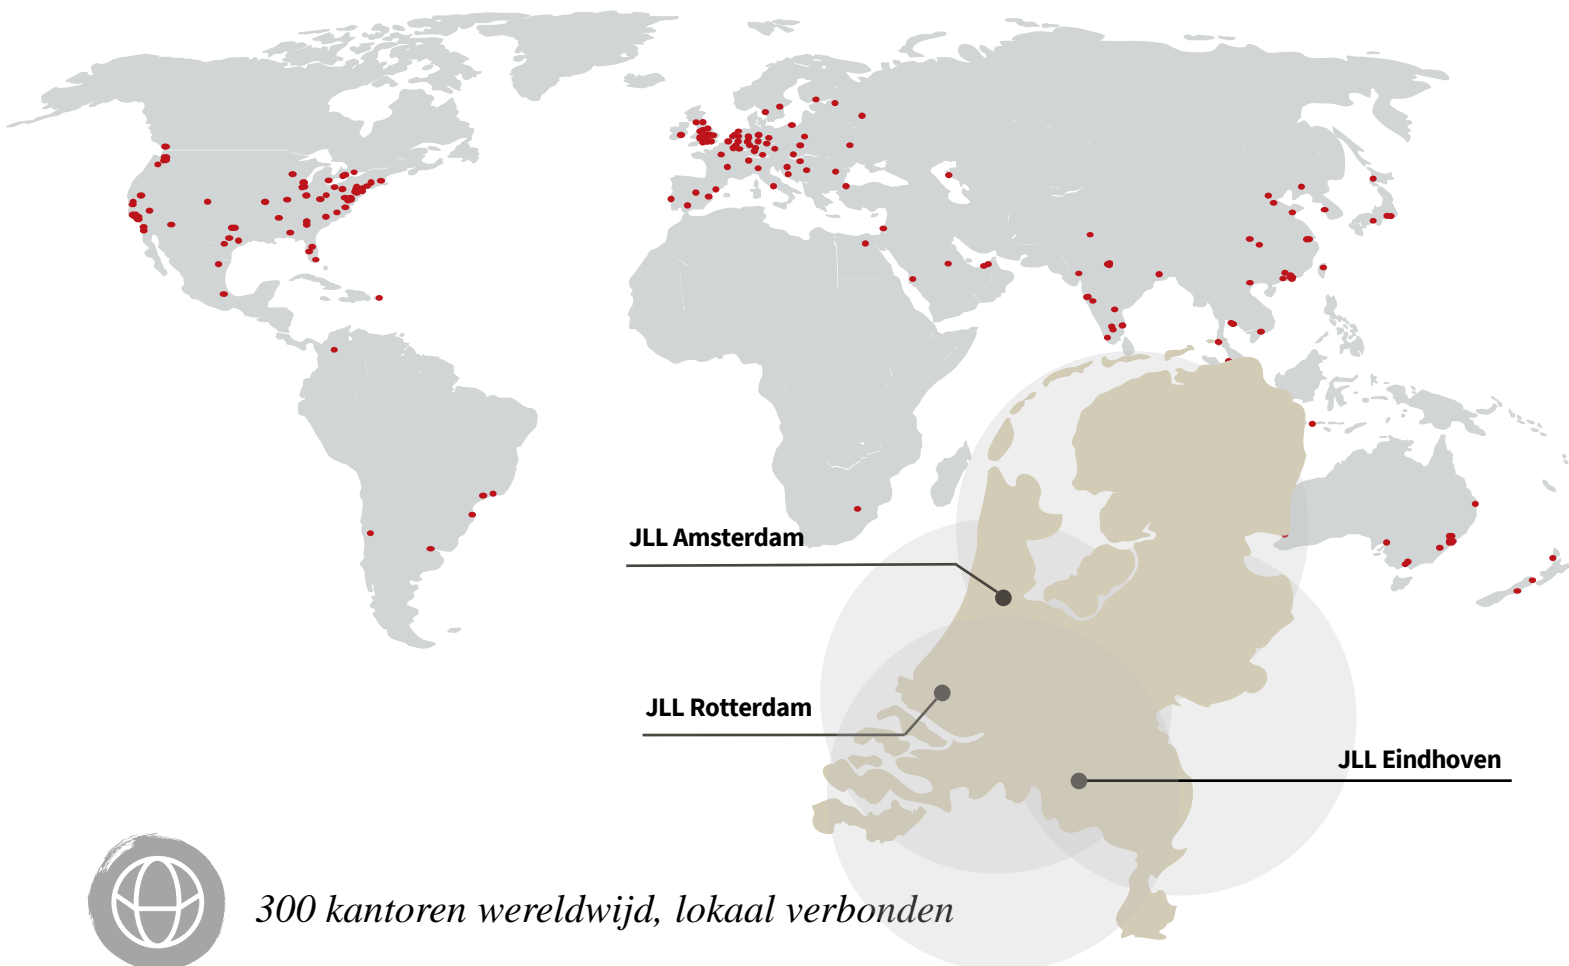 JLL Amsterdam
JLL Rotterdam
JLL Eindhoven
300 kantoren wereldwijd, lokaal verbonden